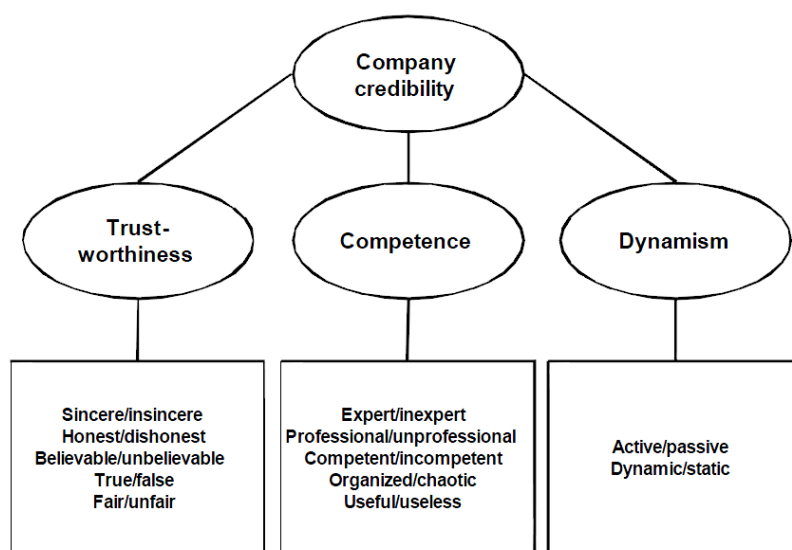 Company
credibility
Trust-
worthiness
Competence
Dynamism
Sincere/insincere
Honest/dishonest
Believable/unbelievable
True/false
Fair/unfair
Expert/inexpert
Professional/unprofessional
Competent/incompetent
Organized/chaotic
Useful/useless
Active/passive
Dynamic/static